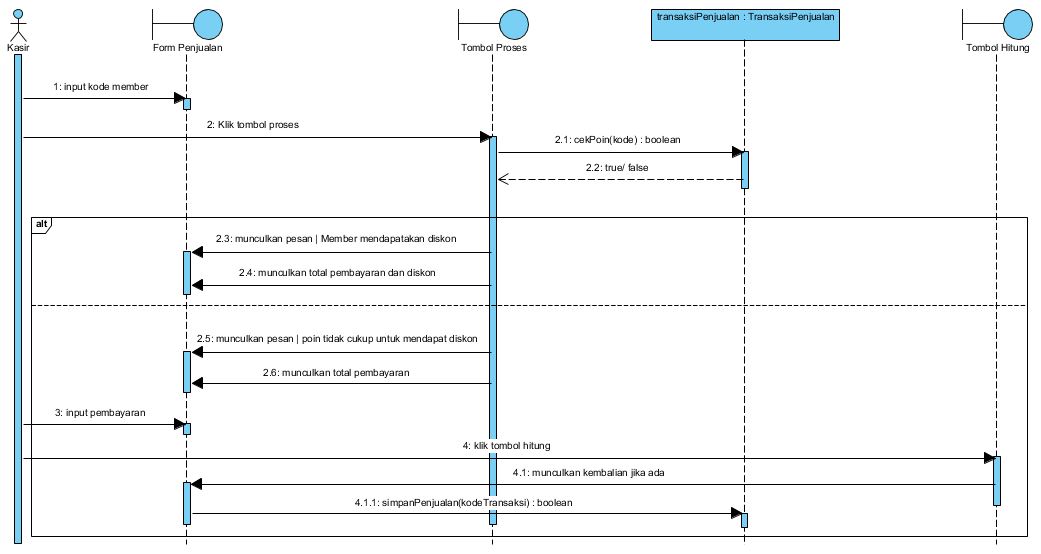 Kasir
Form Penjualan
Tombol Proses
transaksiPenjualan : TransaksiPenjualan
Tombol Hitung
1: input kode member
2: Klik tombol proses
2.1: cekPoin(kode) : boolean
2.2: true/ false
alt
2.3: munculkan pesan | Member mendapatakan diskon
2.4: munculkan total pembayaran dan diskon
2.5: munculkan pesan | poin tidak cukup untuk mendapat diskon
2.6: munculkan total pembayaran
3: input pembayaran
4: klik tombol hitung
4.1: munculkan kembalian jika ada
4.1.1: simpanPenjualan(kodeTransaksi) : boolean